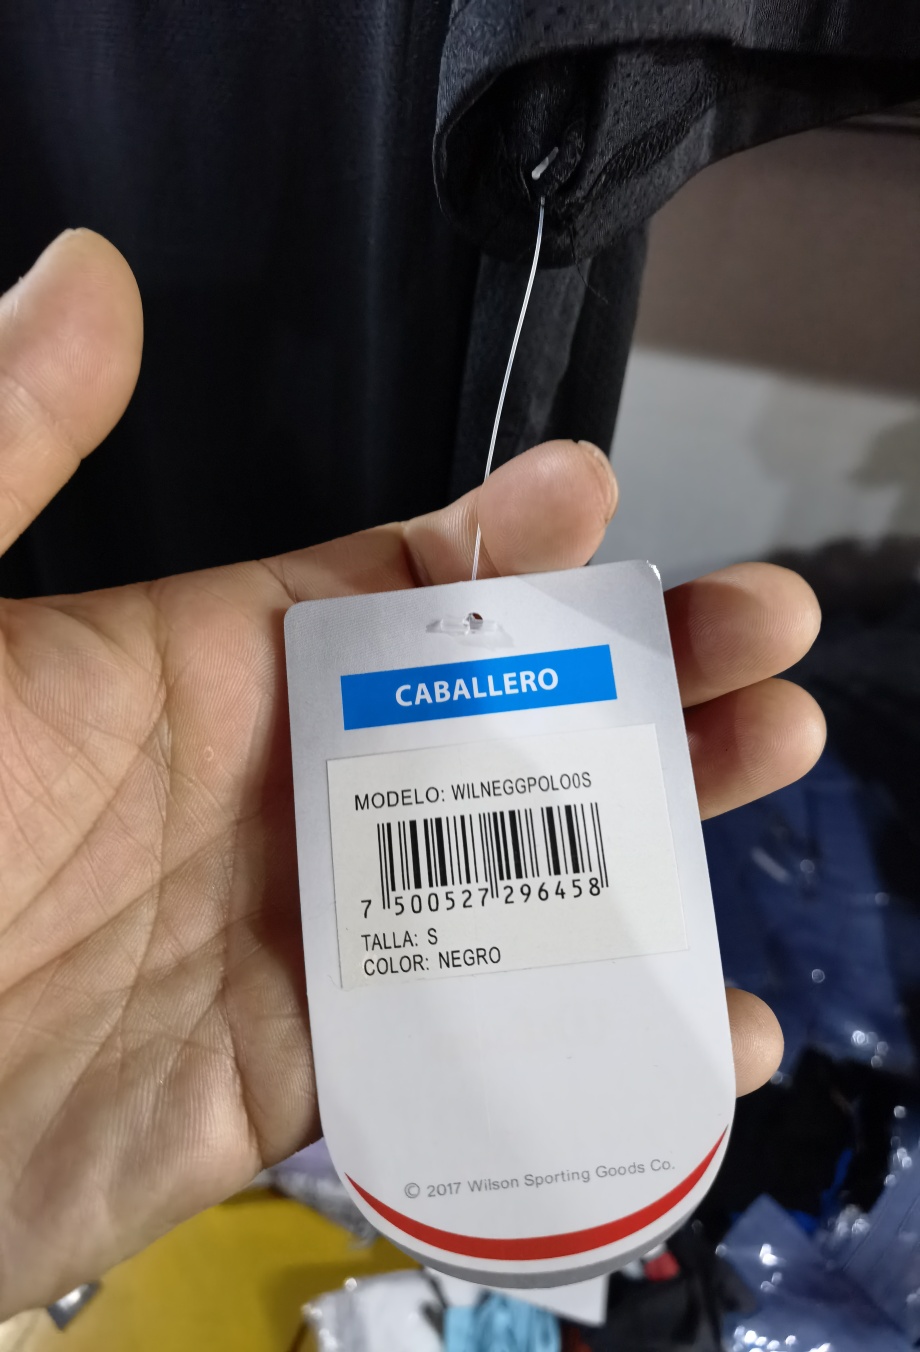 CABALLERO
MODELO: WILNEGGPOLO0S
7 500527 296458
TALLA: S
COLOR: NEGRO
© 2017 Wilson Sporting Goods Co.